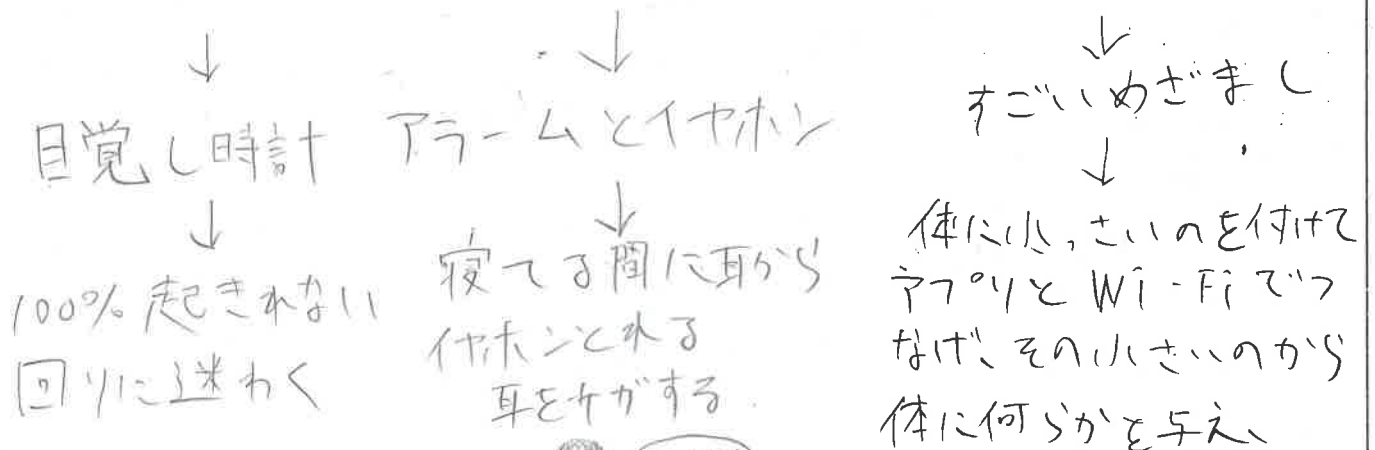 ↓
目覚し時計
↓
100% 起きれない
回りに迷わく
↓
アラームとイヤホン
↓
寝てる間に耳から
イヤホンとれる
耳をケガする
↓
すごいめざまし
↓
体に小っさいのを付けて
アプリと Wi-Fiでつ
なげ、その小さいのから
体に何らかを与え、